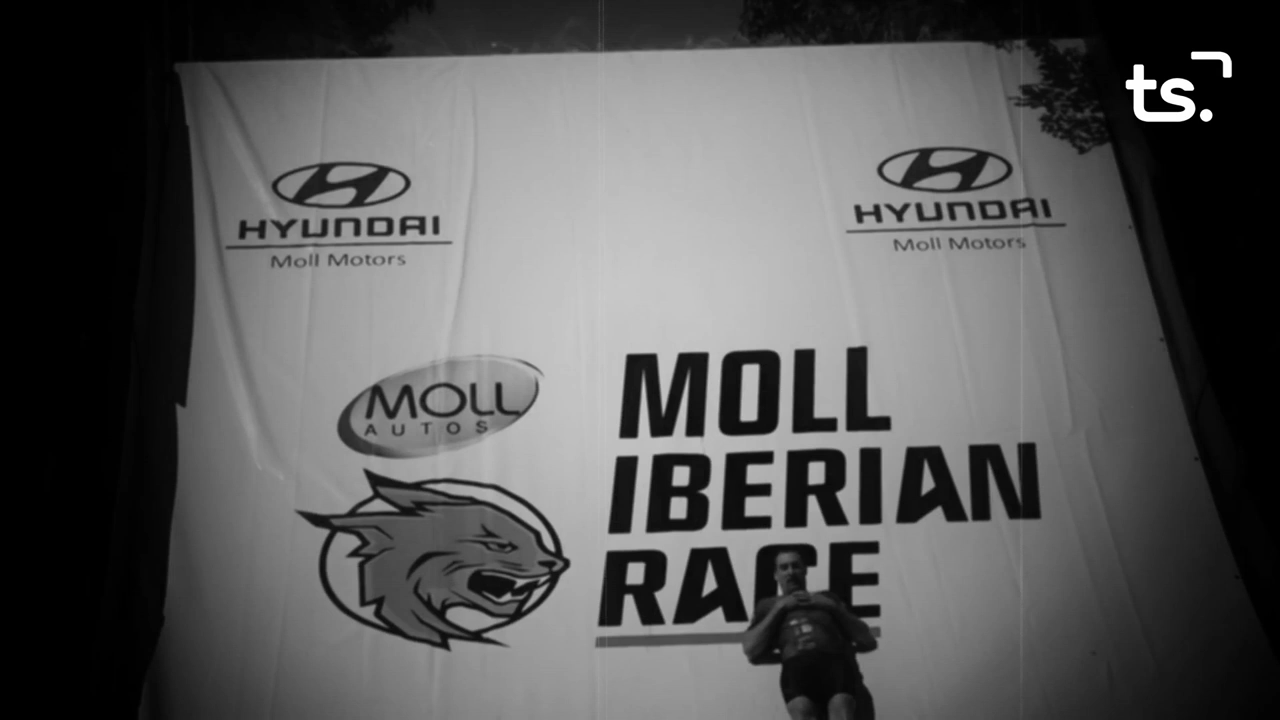 ts.
HYUNDAI
Moll Motors
HYUNDAI
Moll Motors
MOLL
AUTOS
MOLL
IBERIAN
RACE